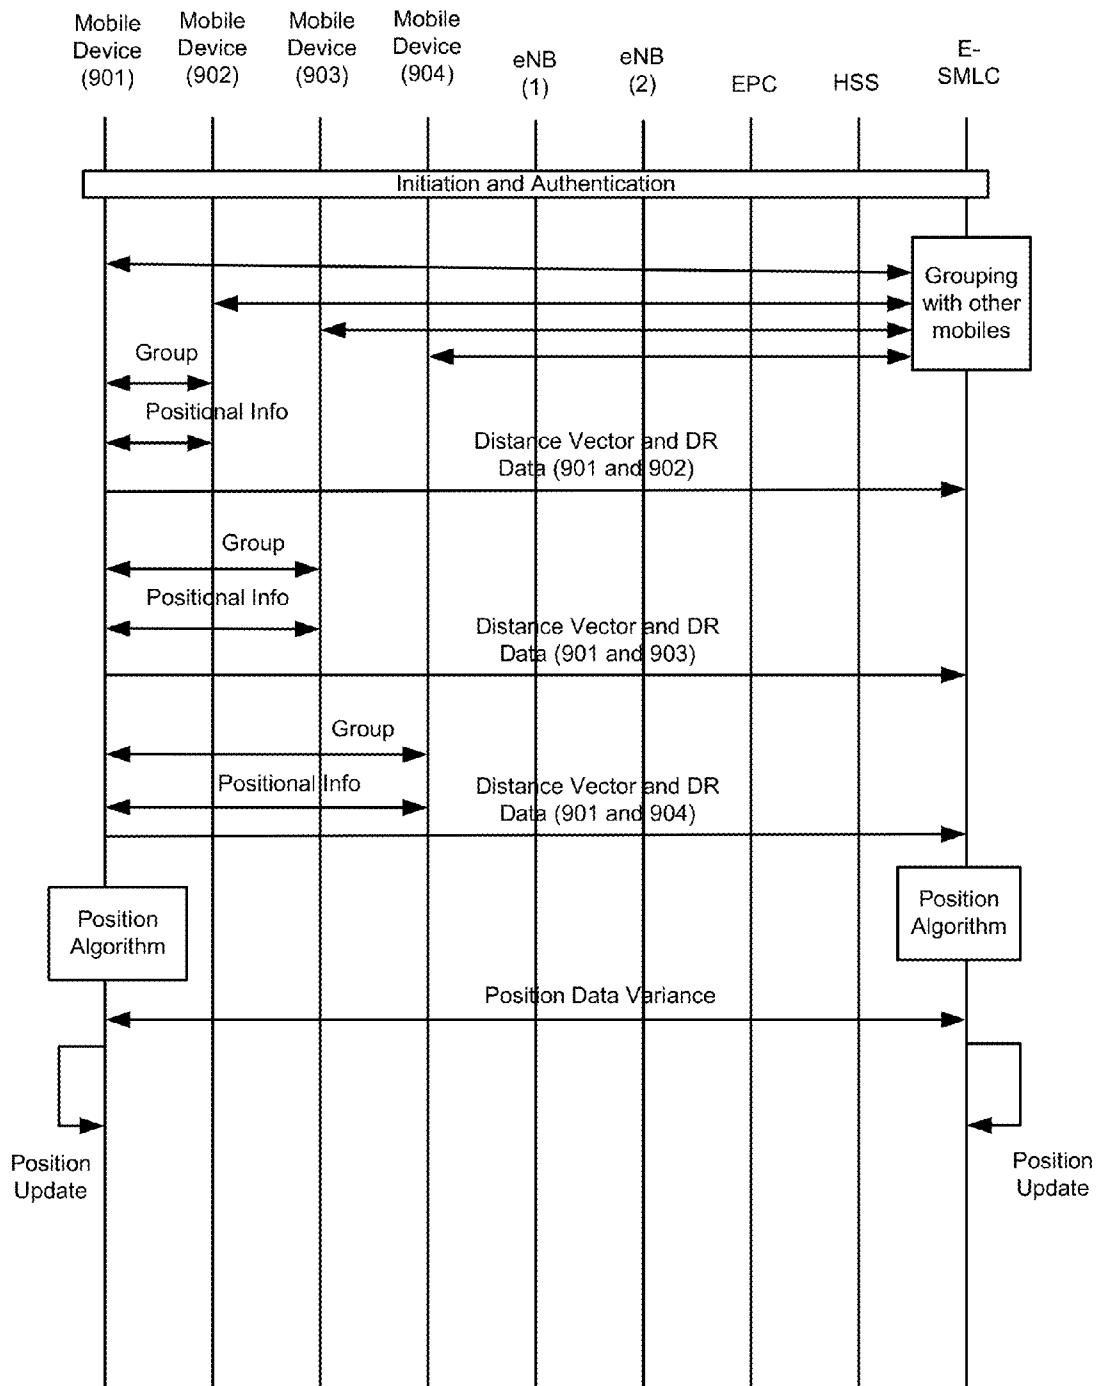 Mobile
Device
(901)
Mobile
Device
(902)
Mobile
Device
(903)
Mobile
Device
(904)
eNB
(1)
eNB
(2)
EPC
HSS
E-
SMLC
Initiation and Authentication
Grouping
with other
mobiles
Group
Positional Info
Distance Vector and DR
Data (901 and 902)
Group
Positional Info
Distance Vector and DR
Data (901 and 903)
Group
Positional Info
Distance Vector and DR
Data (901 and 904)
Position
Algorithm
Position
Algorithm
Position Data Variance
Position
Update
Position
Update